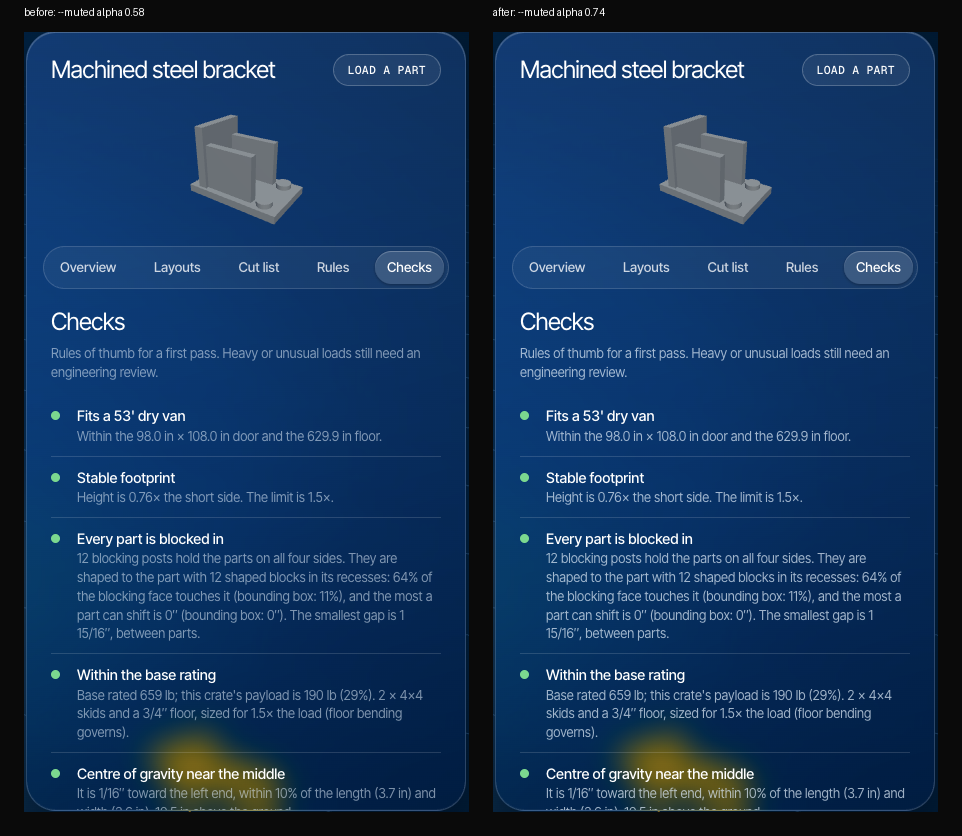 before: --muted alpha 0.58
Machined steel bracket
LOAD A PART
Overview
Layouts
Cut list
Rules
Checks
Checks
Rules of thumb for a first pass. Heavy or unusual loads still need an
engineering review.
Fits a 53' dry van
Within the 98.0 in × 108.0 in door and the 629.9 in floor.
Stable footprint
Height is 0.76× the short side. The limit is 1.5×.
Every part is blocked in
12 blocking posts hold the parts on all four sides. They are
shaped to the part with 12 shaped blocks in its recesses: 64% of
the blocking face touches it (bounding box: 11%), and the most a
part can shift is 0″ (bounding box: 0″). The smallest gap is 1
15/16″, between parts.
Within the base rating
Base rated 659 lb; this crate's payload is 190 lb (29%). 2 × 4×4
skids and a 3/4″ floor, sized for 1.5× the load (floor bending
governs).
Centre of gravity near the middle
It is 1/16″ toward the left end, within 10% of the length (3.7 in) and
after: --muted alpha 0.74
Machined steel bracket
LOAD A PART
Overview
Layouts
Cut list
Rules
Checks
Checks
Rules of thumb for a first pass. Heavy or unusual loads still need an
engineering review.
Fits a 53' dry van
Within the 98.0 in × 108.0 in door and the 629.9 in floor.
Stable footprint
Height is 0.76× the short side. The limit is 1.5×.
Every part is blocked in
12 blocking posts hold the parts on all four sides. They are
shaped to the part with 12 shaped blocks in its recesses: 64% of
the blocking face touches it (bounding box: 11%), and the most a
part can shift is 0″ (bounding box: 0″). The smallest gap is 1
15/16″, between parts.
Within the base rating
Base rated 659 lb; this crate's payload is 190 lb (29%). 2 × 4×4
skids and a 3/4″ floor, sized for 1.5× the load (floor bending
governs).
Centre of gravity near the middle
It is 1/16″ toward the left end, within 10% of the length (3.7 in) and